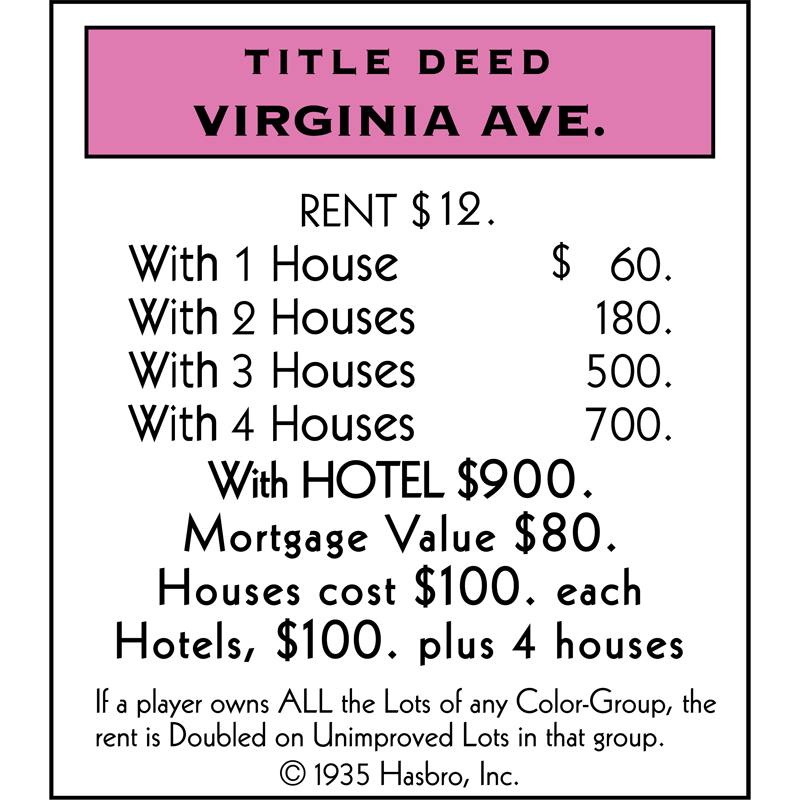 TITLE DEED
VIRGINIA AVE.
RENT $12.
With 1 House $ 60.
With 2 Houses 180.
With 3 Houses 500.
With 4 Houses 700.
With HOTEL $900.
Mortgage Value $80.
Houses cost $100. each
Hotels, $100. plus 4 houses
If a player owns ALL the Lots of any Color-Group, the
rent is Doubled on Unimproved Lots in that group.
© 1935 Hasbro, Inc.